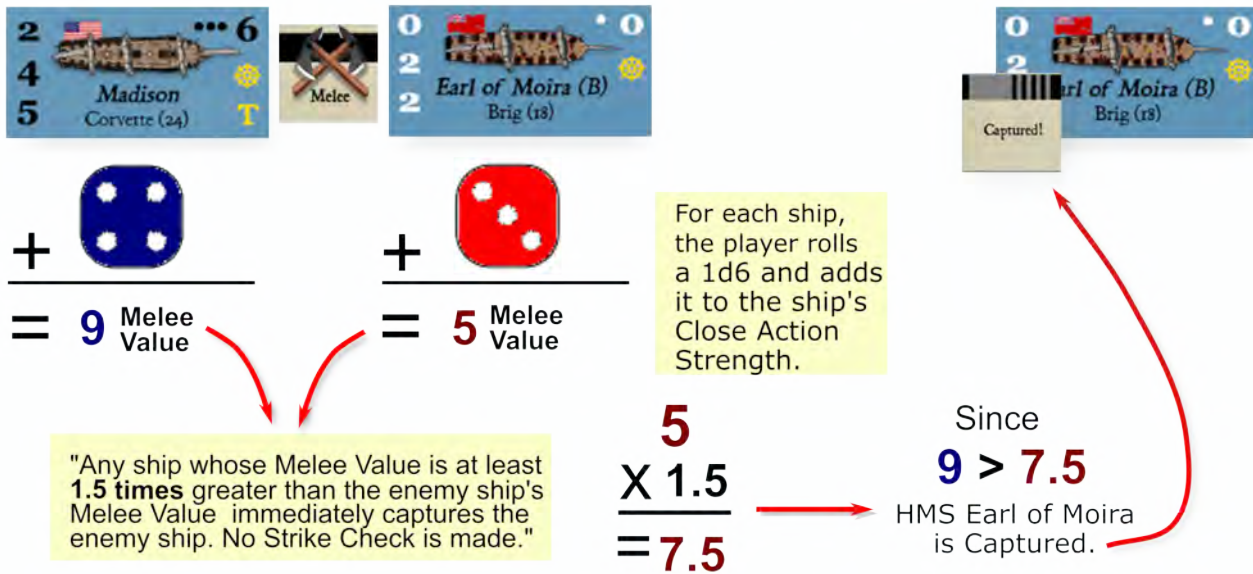 2
6
4
5
T
Madison
Corvette (24)
Melee
0
0
2
2
Earl of Moira (B)
Brig (18)
0
0
2
arl of Moira (B)
Brig (18)
Captured!
+
+
= 9 Melee
Value
= 5 Melee
Value
For each ship,
the player rolls
a 1d6 and adds
it to the ship's
Close Action
Strength.
"Any ship whose Melee Value is at least
1.5 times greater than the enemy ship's
Melee Value immediately captures the
enemy ship. No Strike Check is made."
5
X 1.5
= 7.5
Since
9 > 7.5
HMS Earl of Moira
is Captured.